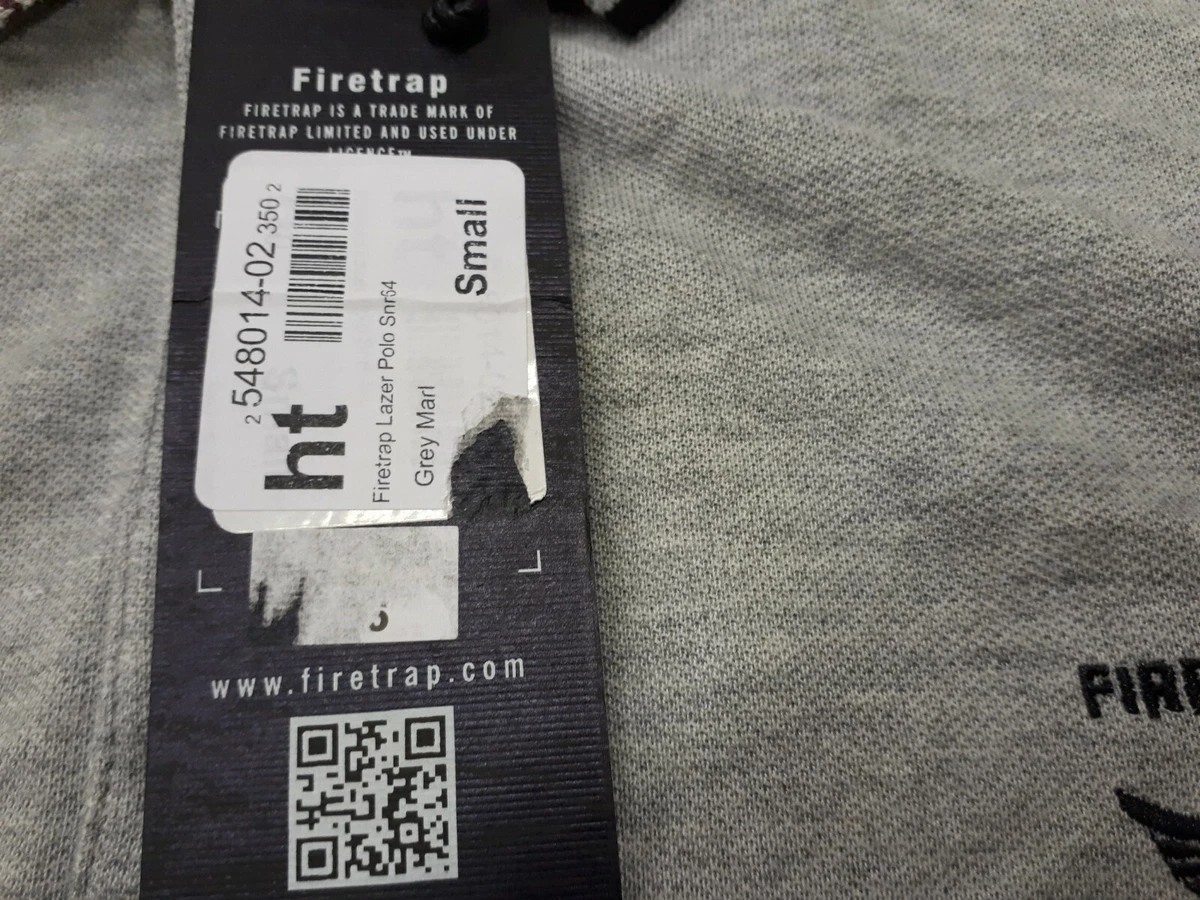 Firetrap
FIRETRAP IS A TRADE MARK OF
FIRETRAP LIMITED AND USED UNDER
LICENCE™
2 548014-02 350 2
ht
Firetrap Lazer Polo Snr64
Grey Marl
Small
www.firetrap.com
FIRE